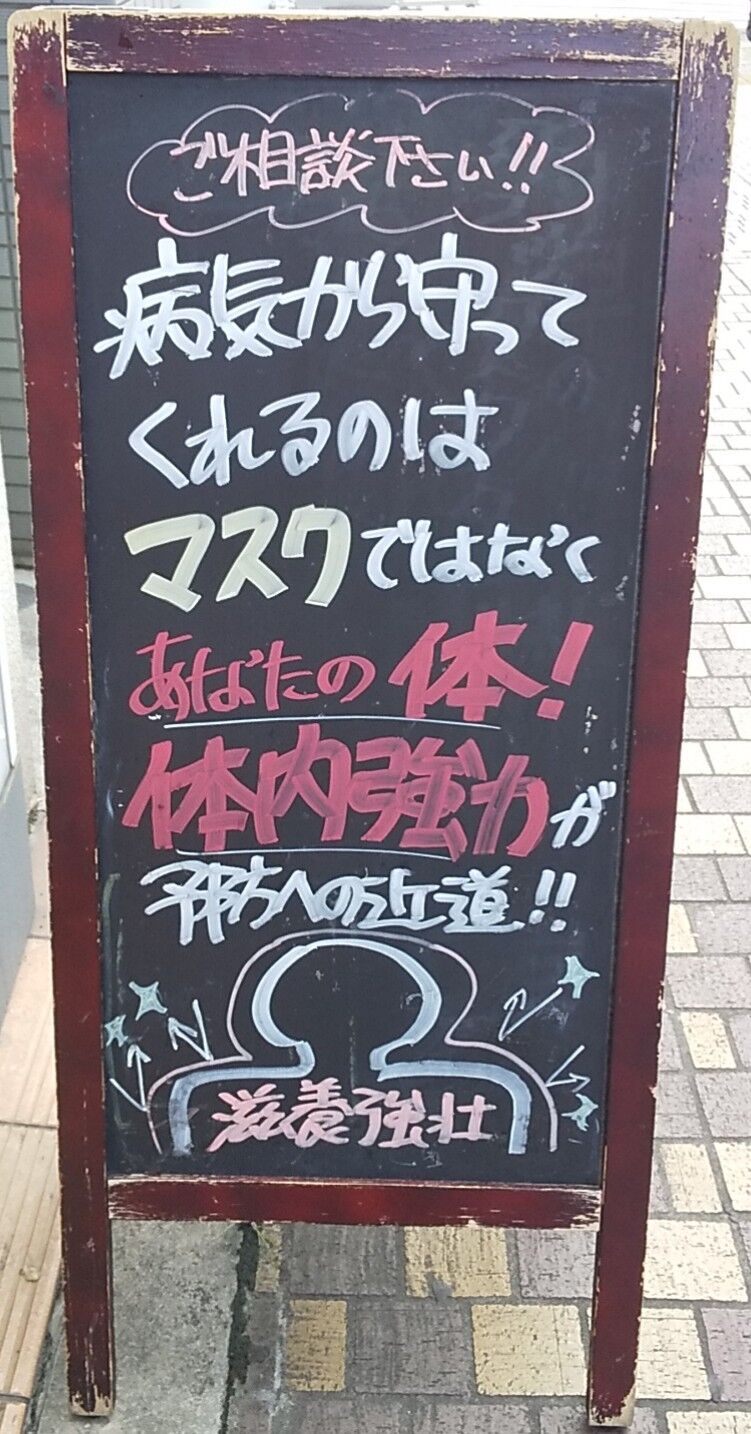 ご相談下さい!!
病気から守って
くれるのは
マスクではなく
あなたの体!
体内強力が
予防への近道!!
滋養強壮